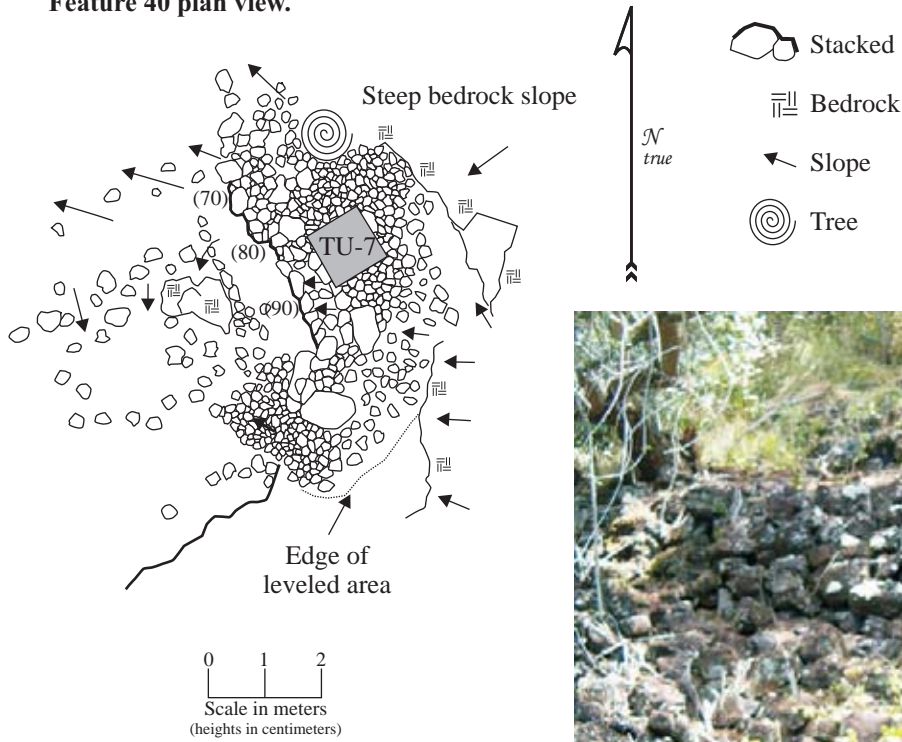 Feature 40 plan view.
Steep bedrock slope
(70)
(80)
TU-7
(90)
Edge of
leveled area
0 1 2
Scale in meters
(heights in centimeters)
N
true
Stacked
Bedrock
Slope
Tree